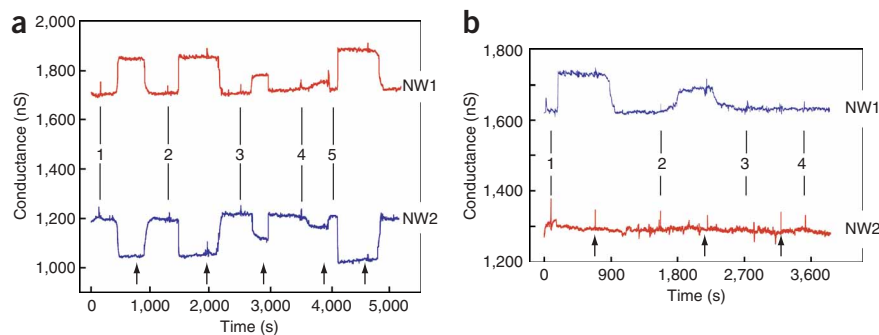 a
2,000
1,800
1,600
1,400
1,200
1,000
Conductance (nS)
NW1
1 2 3 4 5
NW2
0 1,000 2,000 3,000 4,000 5,000
Time (s)
b
1,800
1,600
1,400
1,200
Conductance (nS)
NW1
1 2 3 4
NW2
0 900 1,800 2,700 3,600
Time (s)